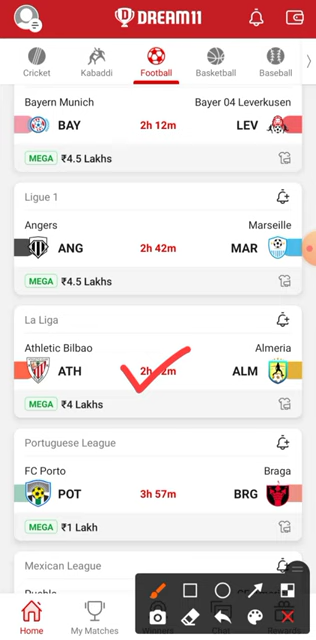 DREAM11
Cricket Kabaddi Football Basketball Baseball
Bayern Munich Bayer 04 Leverkusen
BAY 2h 12m LEV
MEGA ₹4.5 Lakhs
Ligue 1
Angers Marseille
ANG 2h 42m MAR
MEGA ₹4.5 Lakhs
La Liga
Athletic Bilbao Almeria
ATH ALM
MEGA ₹4 Lakhs
Portuguese League
FC Porto Braga
POT 3h 57m BRG
MEGA ₹1 Lakh
Mexican League
Home My Matches Winners Rewards